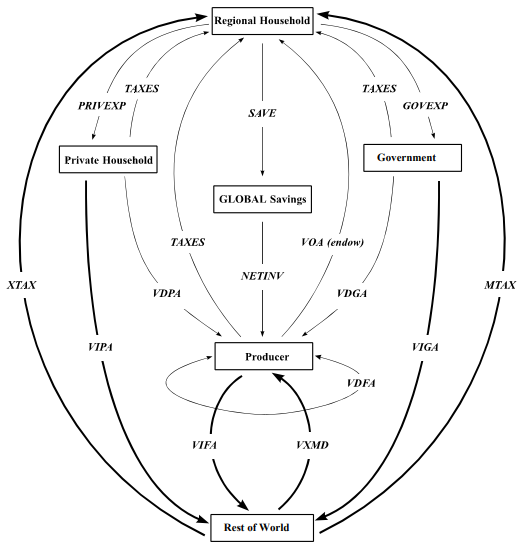 Regional Household
TAXES
TAXES
PRIVEXP
GOVEXP
SAVE
Private Household
Government
GLOBAL Savings
TAXES
VOA (endow)
NETINV
XTAX
MTAX
VDPA
VDGA
VIPA
VIGA
Producer
VDFA
VIFA
VXMD
Rest of World